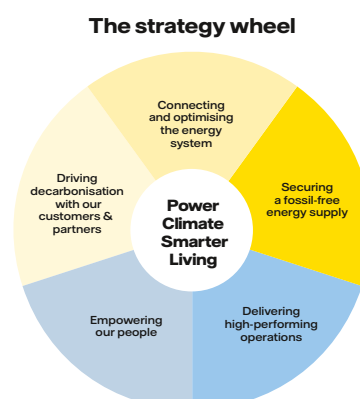 The strategy wheel
Connecting
and optimising
the energy
system
Driving
decarbonisation
with our
customers &
partners
Securing
a fossil-free
energy supply
Power
Climate
Smarter
Living
Empowering
our people
Delivering
high-performing
operations